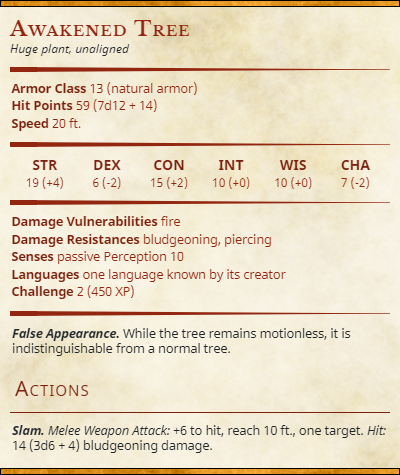 Awakened Tree
Huge plant, unaligned
Armor Class 13 (natural armor)
Hit Points 59 (7d12 + 14)
Speed 20 ft.
STR DEX CON INT WIS CHA
19 (+4) 6 (-2) 15 (+2) 10 (+0) 10 (+0) 7 (-2)
Damage Vulnerabilities fire
Damage Resistances bludgeoning, piercing
Senses passive Perception 10
Languages one language known by its creator
Challenge 2 (450 XP)
False Appearance. While the tree remains motionless, it is
indistinguishable from a normal tree.
Actions
Slam. Melee Weapon Attack: +6 to hit, reach 10 ft., one target. Hit:
14 (3d6 + 4) bludgeoning damage.